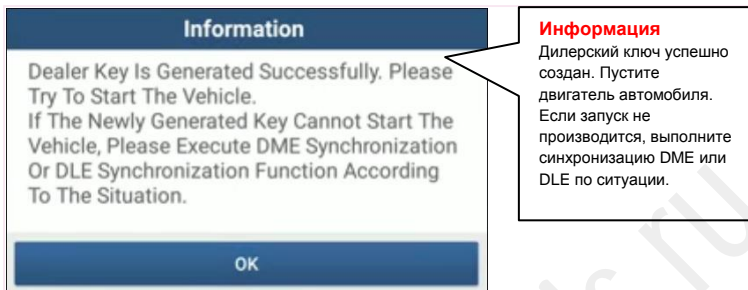 Information
Dealer Key Is Generated Successfully. Please
Try To Start The Vehicle.
If The Newly Generated Key Cannot Start The
Vehicle, Please Execute DME Synchronization
Or DLE Synchronization Function According
To The Situation.
OK
Информация
Дилерский ключ успешно
создан. Пустите
двигатель автомобиля.
Если запуск не
производится, выполните
синхронизацию DME или
DLE по ситуации.